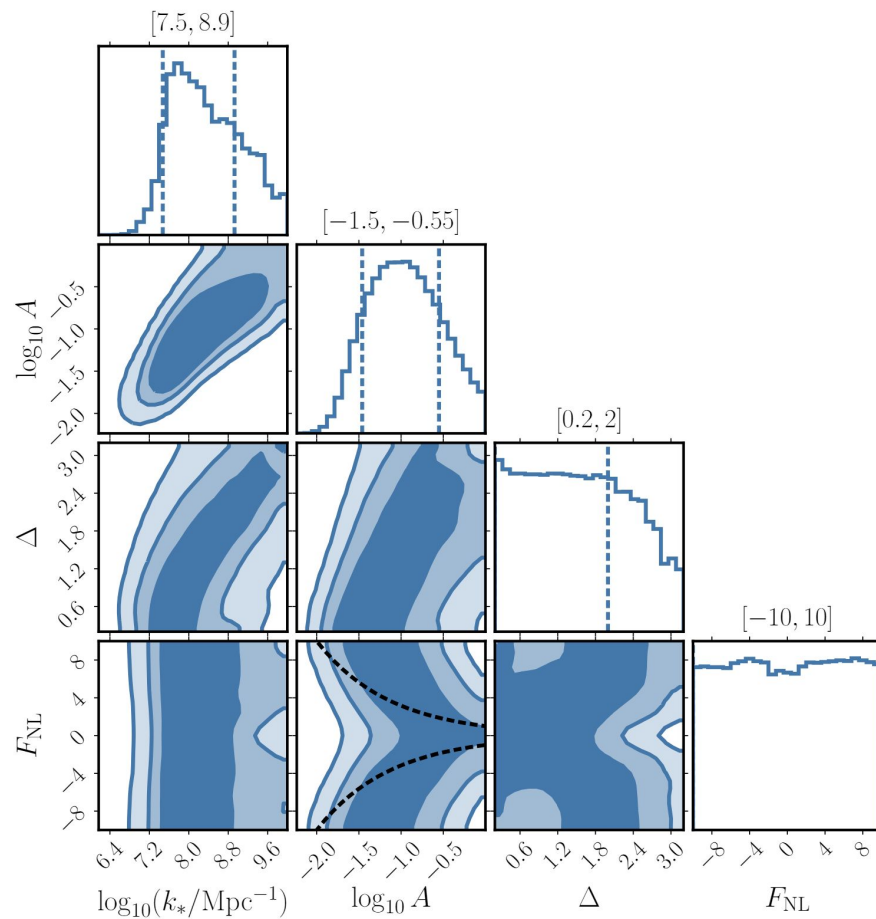 [7.5, 8.9]
[−1.5, −0.55]
log₁₀ A
−0.5
−1.0
−1.5
−2.0
[0.2, 2]
Δ
3.0
2.4
1.8
1.2
0.6
[−10, 10]
F_NL
8
4
0
−4
−8
6.4 7.2 8.0 8.8 9.6
−2.0 −1.5 −1.0 −0.5
0.6 1.2 1.8 2.4 3.0
−8 −4 0 4 8
log₁₀(k_*/Mpc⁻¹) log₁₀ A Δ F_NL